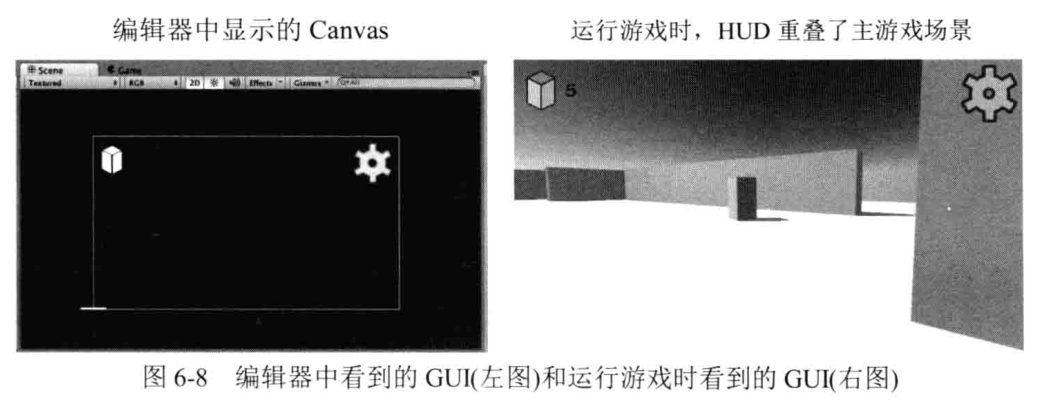 编辑器中显示的 Canvas
运行游戏时，HUD 重叠了主游戏场景
Scene
Game
Textured
RGB
2D
Effects
Gizmos
All
5
图 6-8 编辑器中看到的 GUI(左图)和运行游戏时看到的 GUI(右图)